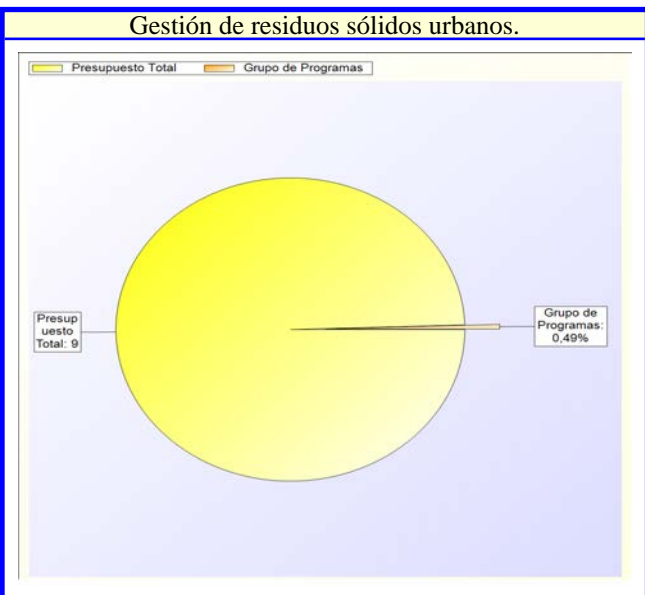 Gestión de residuos sólidos urbanos.
Presupuesto Total Grupo de Programas
Presup
uesto
Total: 9
Grupo de
Programas:
0,49%